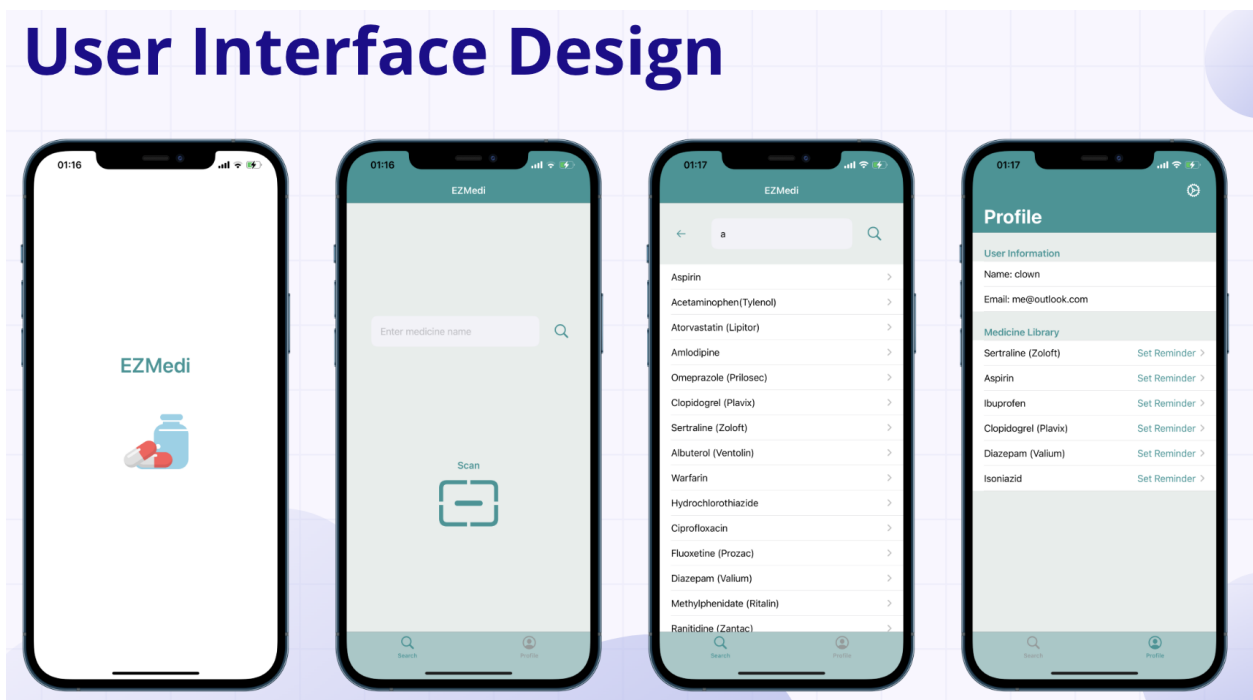 User Interface Design
01:16
EZMedi
01:16
EZMedi
Enter medicine name
Scan
Search
Profile
01:17
EZMedi
a
Aspirin
Acetaminophen(Tylenol)
Atorvastatin (Lipitor)
Amlodipine
Omeprazole (Prilosec)
Clopidogrel (Plavix)
Sertraline (Zoloft)
Albuterol (Ventolin)
Warfarin
Hydrochlorothiazide
Ciprofloxacin
Fluoxetine (Prozac)
Diazepam (Valium)
Methylphenidate (Ritalin)
Ranitidine (Zantac)
Search
Profile
01:17
Profile
User Information
Name: clown
Email: me@outlook.com
Medicine Library
Sertraline (Zoloft) Set Reminder
Aspirin Set Reminder
Ibuprofen Set Reminder
Clopidogrel (Plavix) Set Reminder
Diazepam (Valium) Set Reminder
Isoniazid Set Reminder
Search
Profile